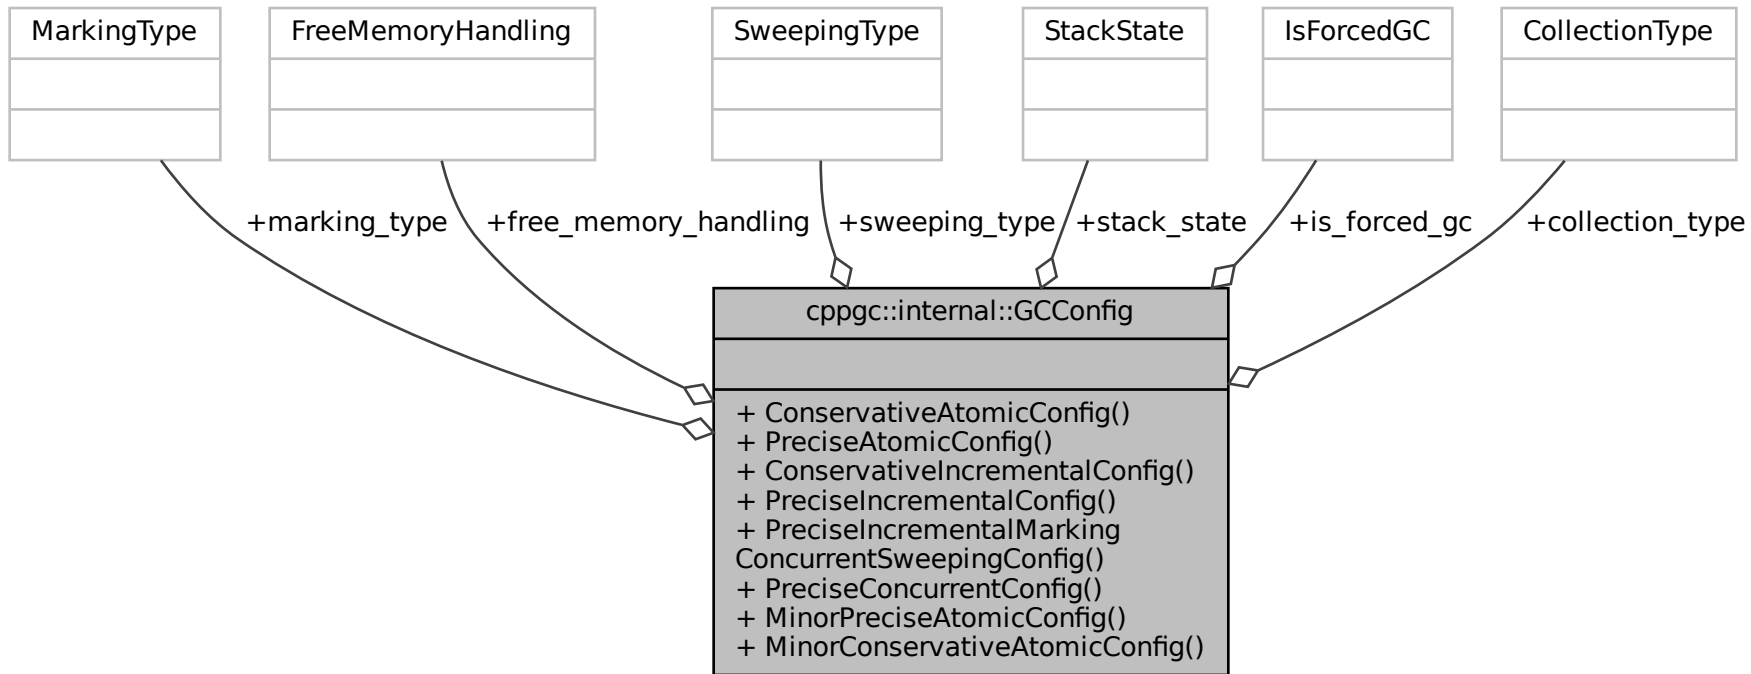 MarkingType
FreeMemoryHandling
SweepingType
StackState
IsForcedGC
CollectionType
+marking_type
+free_memory_handling
+sweeping_type
+stack_state
+is_forced_gc
+collection_type
cppgc::internal::GCConfig
+ ConservativeAtomicConfig()
+ PreciseAtomicConfig()
+ ConservativeIncrementalConfig()
+ PreciseIncrementalConfig()
+ PreciseIncrementalMarking
ConcurrentSweepingConfig()
+ PreciseConcurrentConfig()
+ MinorPreciseAtomicConfig()
+ MinorConservativeAtomicConfig()